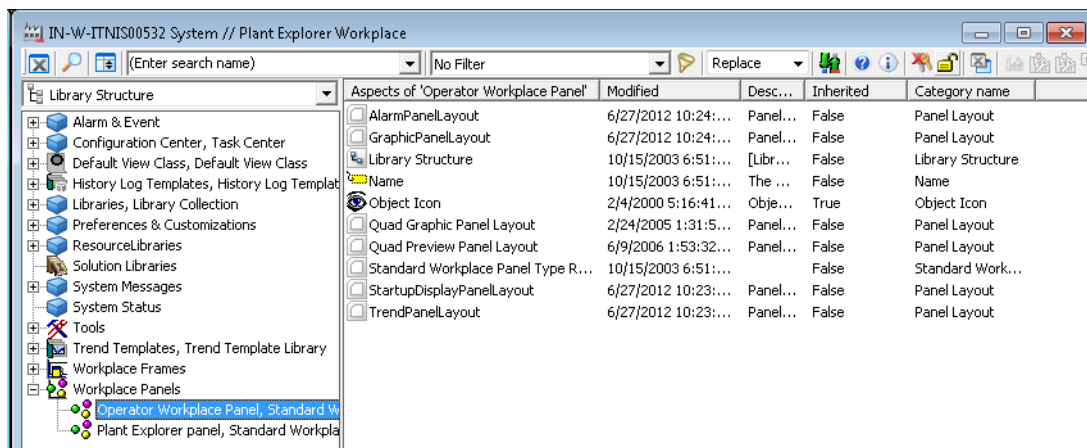 IN-W-ITNIS00532 System // Plant Explorer Workplace
(Enter search name) No Filter Replace
Library Structure
Alarm & Event
Configuration Center, Task Center
Default View Class, Default View Class
History Log Templates, History Log Templat
Libraries, Library Collection
Preferences & Customizations
ResourceLibraries
Solution Libraries
System Messages
System Status
Tools
Trend Templates, Trend Template Library
Workplace Frames
Workplace Panels
Operator Workplace Panel, Standard W
Plant Explorer panel, Standard Workpla
Aspects of 'Operator Workplace Panel' Modified Desc... Inherited Category name
AlarmPanelLayout 6/27/2012 10:24:... Panel... False Panel Layout
GraphicPanelLayout 6/27/2012 10:24:... Panel... False Panel Layout
Library Structure 10/15/2003 6:51:... [Libr... False Library Structure
Name 10/15/2003 6:51:... The ... False Name
Object Icon 2/4/2000 5:16:41... Obje... True Object Icon
Quad Graphic Panel Layout 2/24/2005 1:31:5... Panel... False Panel Layout
Quad Preview Panel Layout 6/9/2006 1:53:32... Panel... False Panel Layout
Standard Workplace Panel Type R... 10/15/2003 6:51:... False Standard Work...
StartupDisplayPanelLayout 6/27/2012 10:23:... Panel... False Panel Layout
TrendPanelLayout 6/27/2012 10:23:... Panel... False Panel Layout